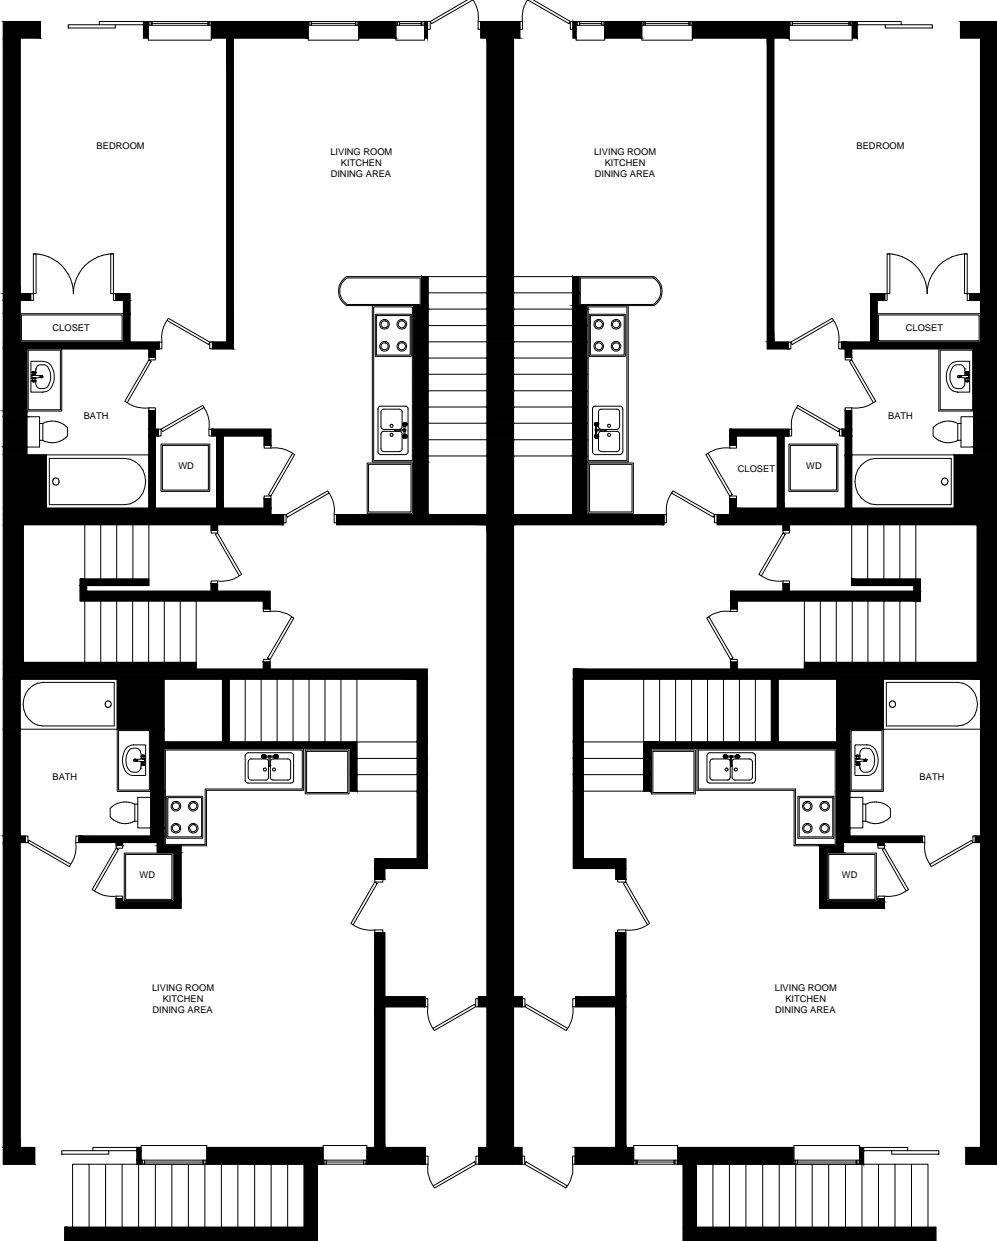 BEDROOM
LIVING ROOM
KITCHEN
DINING AREA
LIVING ROOM
KITCHEN
DINING AREA
BEDROOM
CLOSET
CLOSET
BATH
BATH
WD
CLOSET
WD
BATH
BATH
WD
WD
LIVING ROOM
KITCHEN
DINING AREA
LIVING ROOM
KITCHEN
DINING AREA